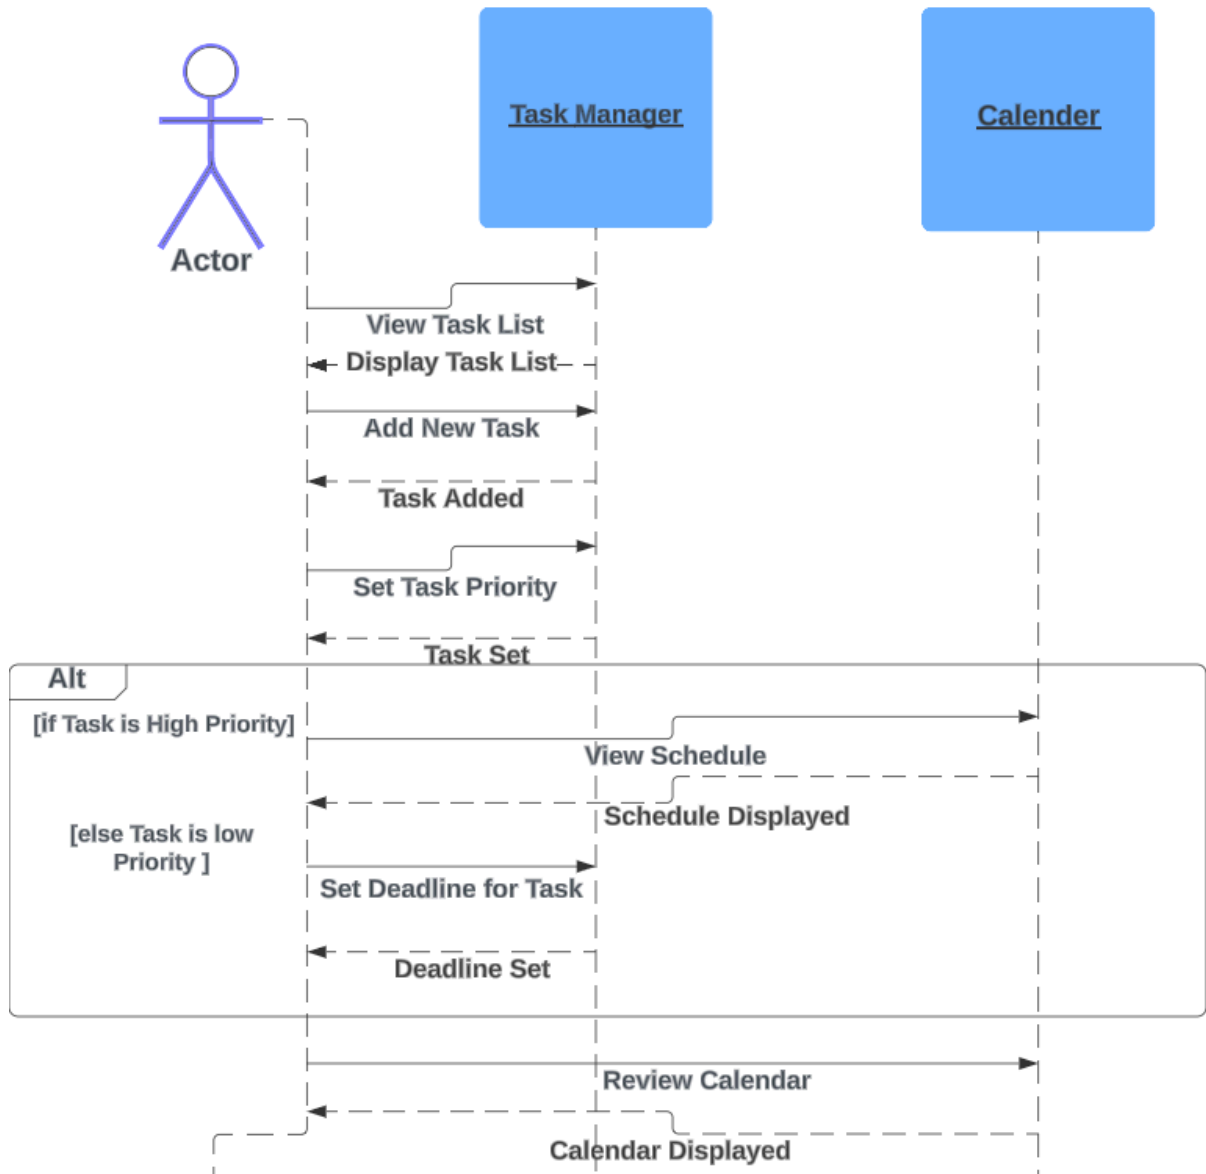 Task Manager
Calender
Actor
View Task List
Display Task List
Add New Task
Task Added
Set Task Priority
Task Set
Alt
[if Task is High Priority]
View Schedule
Schedule Displayed
[else Task is low
Priority ]
Set Deadline for Task
Deadline Set
Review Calendar
Calendar Displayed